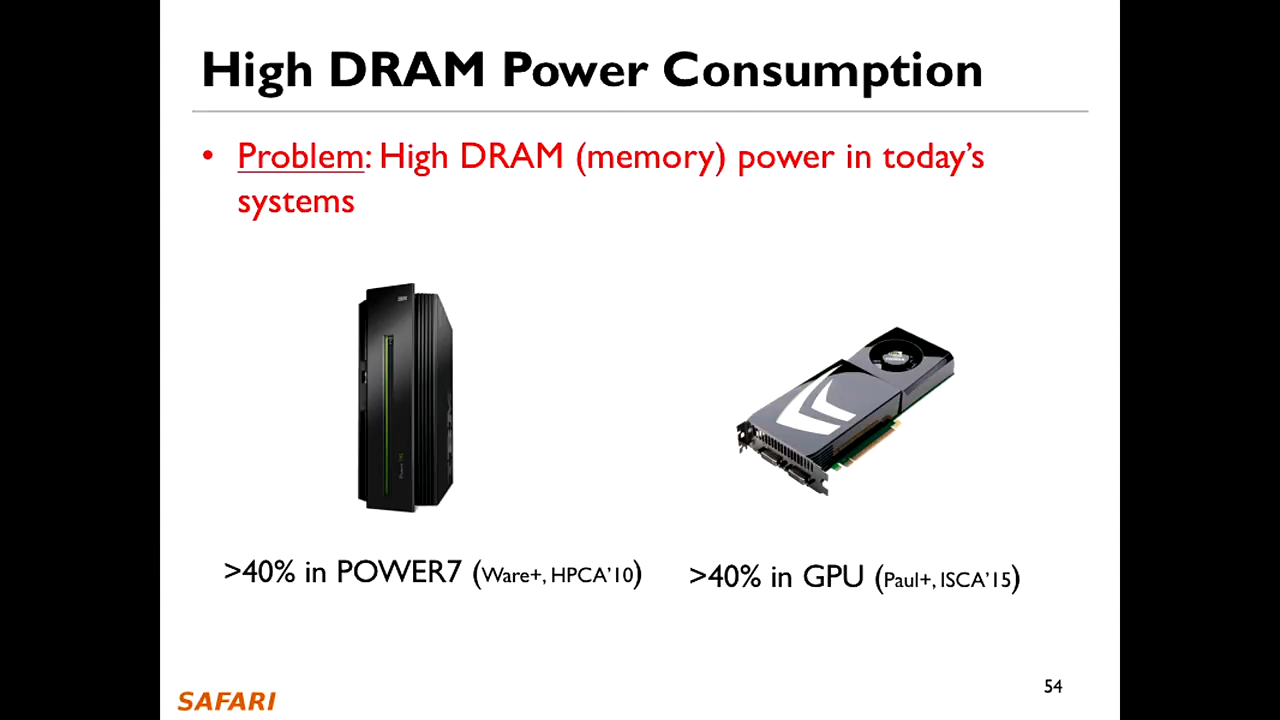 High DRAM Power Consumption
• Problem: High DRAM (memory) power in today's
systems
IBM
>40% in POWER7 (Ware+, HPCA'10)
>40% in GPU (Paul+, ISCA'15)
54
SAFARI